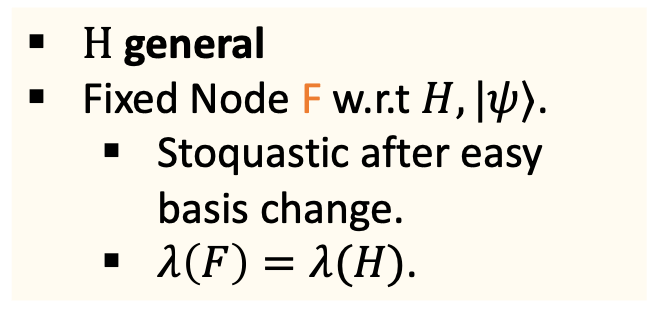 ▪ H general
▪ Fixed Node F w.r.t H, |ψ⟩.
▪ Stoquastic after easy
basis change.
▪ λ(F) = λ(H).